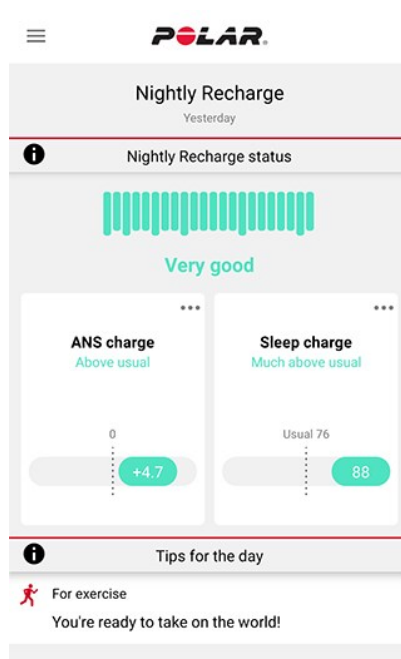 POLAR.
Nightly Recharge
Yesterday
Nightly Recharge status
Very good
ANS charge
Above usual
0
+4.7
Sleep charge
Much above usual
Usual 76
88
Tips for the day
For exercise
You're ready to take on the world!